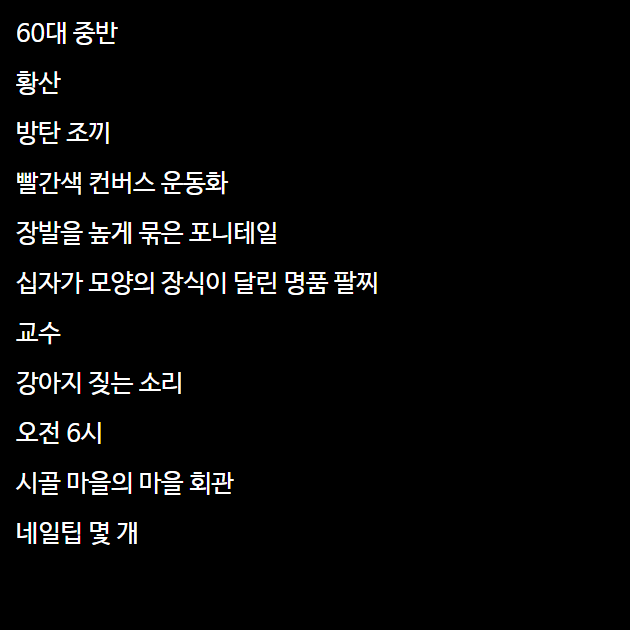 60대 중반
황산
방탄 조끼
빨간색 컨버스 운동화
장발을 높게 묶은 포니테일
십자가 모양의 장식이 달린 명품 팔찌
교수
강아지 짖는 소리
오전 6시
시골 마을의 마을 회관
네일팁 몇 개